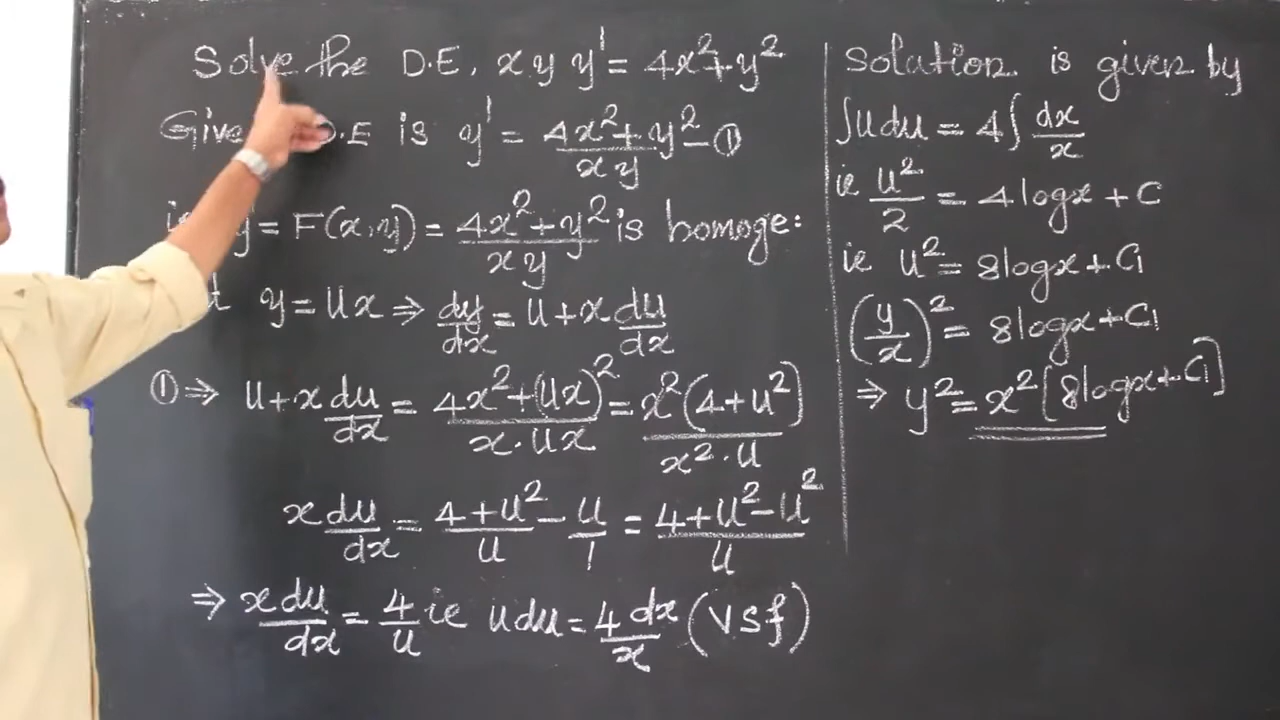 Solve the D.E, x y y' = 4x²+y²
Give D.E is y' = (4x²+y²)/(xy) — ①
y = F(x,y) = (4x²+y²)/(xy) is homoge:
y = ux ⇒ dy/dx = u+x du/dx
① ⇒ u+x du/dx = (4x²+(ux)²)/(x·ux) = x²(4+u²)/(x²·u)
x du/dx = (4+u²)/u − u/1 = (4+u²−u²)/u
⇒ x du/dx = 4/u ie u du = 4 dx/x (VSf)
Solution is given by
∫u du = 4∫ dx/x
ie u²/2 = 4 log x + C
ie u² = 8 log x + C₁
(y/x)² = 8 log x + C₁
⇒ y² = x² [8 log x + C₁]